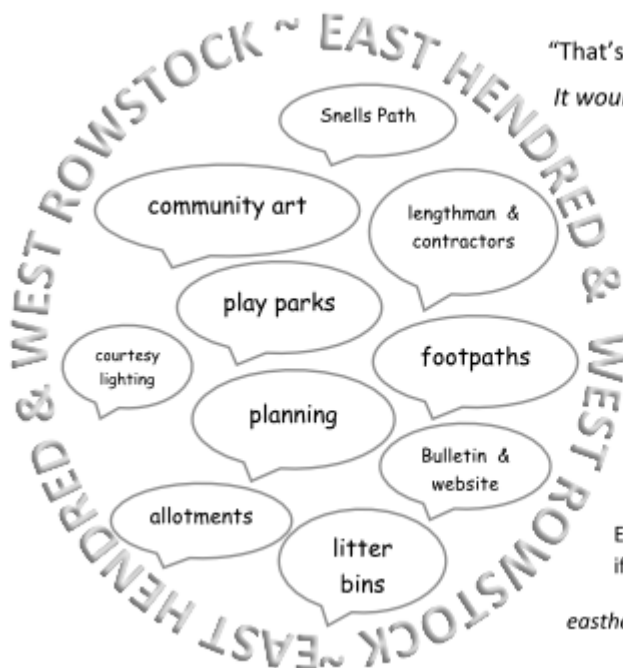 EAST HENDRED & WEST ROWSTOCK ~EAST HENDRED & WEST ROWSTOCK ~
"That's
It woul
Snells Path
community art
lengthman &
contractors
play parks
courtesy
lighting
footpaths
planning
Bulletin &
website
allotments
litter
bins
E
if
easthe